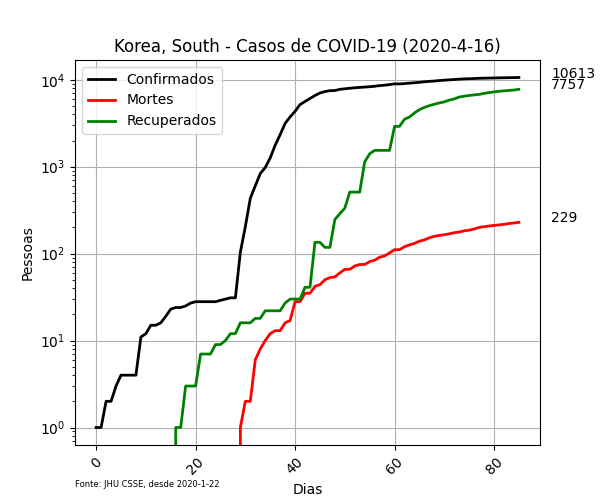 Korea, South - Casos de COVID-19 (2020-4-16)
Confirmados
Mortes
Recuperados
10613
7757
229
10⁴
10³
10²
10¹
10⁰
Pessoas
0
20
40
60
80
Dias
Fonte: JHU CSSE, desde 2020-1-22